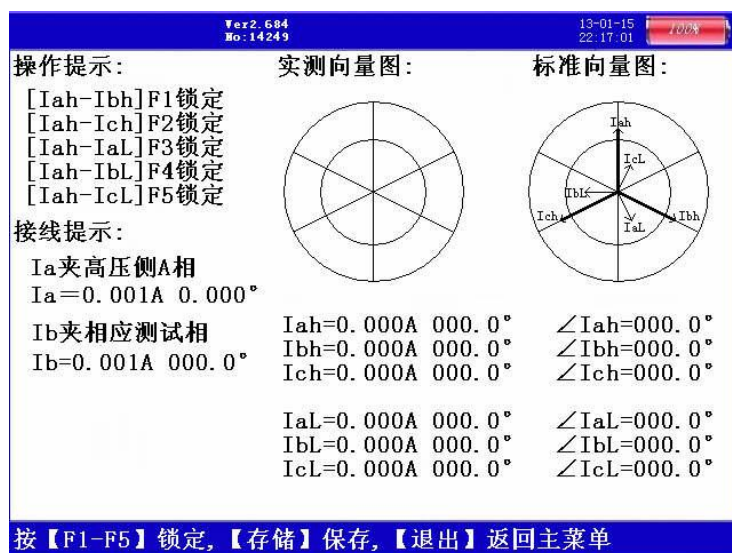 Ver2.684
No:14249
13-01-15
22:17:01
100%
操作提示:
[Iah-Ibh]F1锁定
[Iah-Ich]F2锁定
[Iah-IaL]F3锁定
[Iah-IbL]F4锁定
[Iah-IcL]F5锁定
接线提示:
Ia夹高压侧A相
Ia=0.001A 0.000°
Ib夹相应测试相
Ib=0.001A 000.0°
实测向量图:
Iah=0.000A 000.0°
Ibh=0.000A 000.0°
Ich=0.000A 000.0°
IaL=0.000A 000.0°
IbL=0.000A 000.0°
IcL=0.000A 000.0°
标准向量图:
Iah
IcL
IbL
Ich
IaL
Ibh
∠Iah=000.0°
∠Ibh=000.0°
∠Ich=000.0°
∠IaL=000.0°
∠IbL=000.0°
∠IcL=000.0°
按【F1-F5】锁定,【存储】保存,【退出】返回主菜单